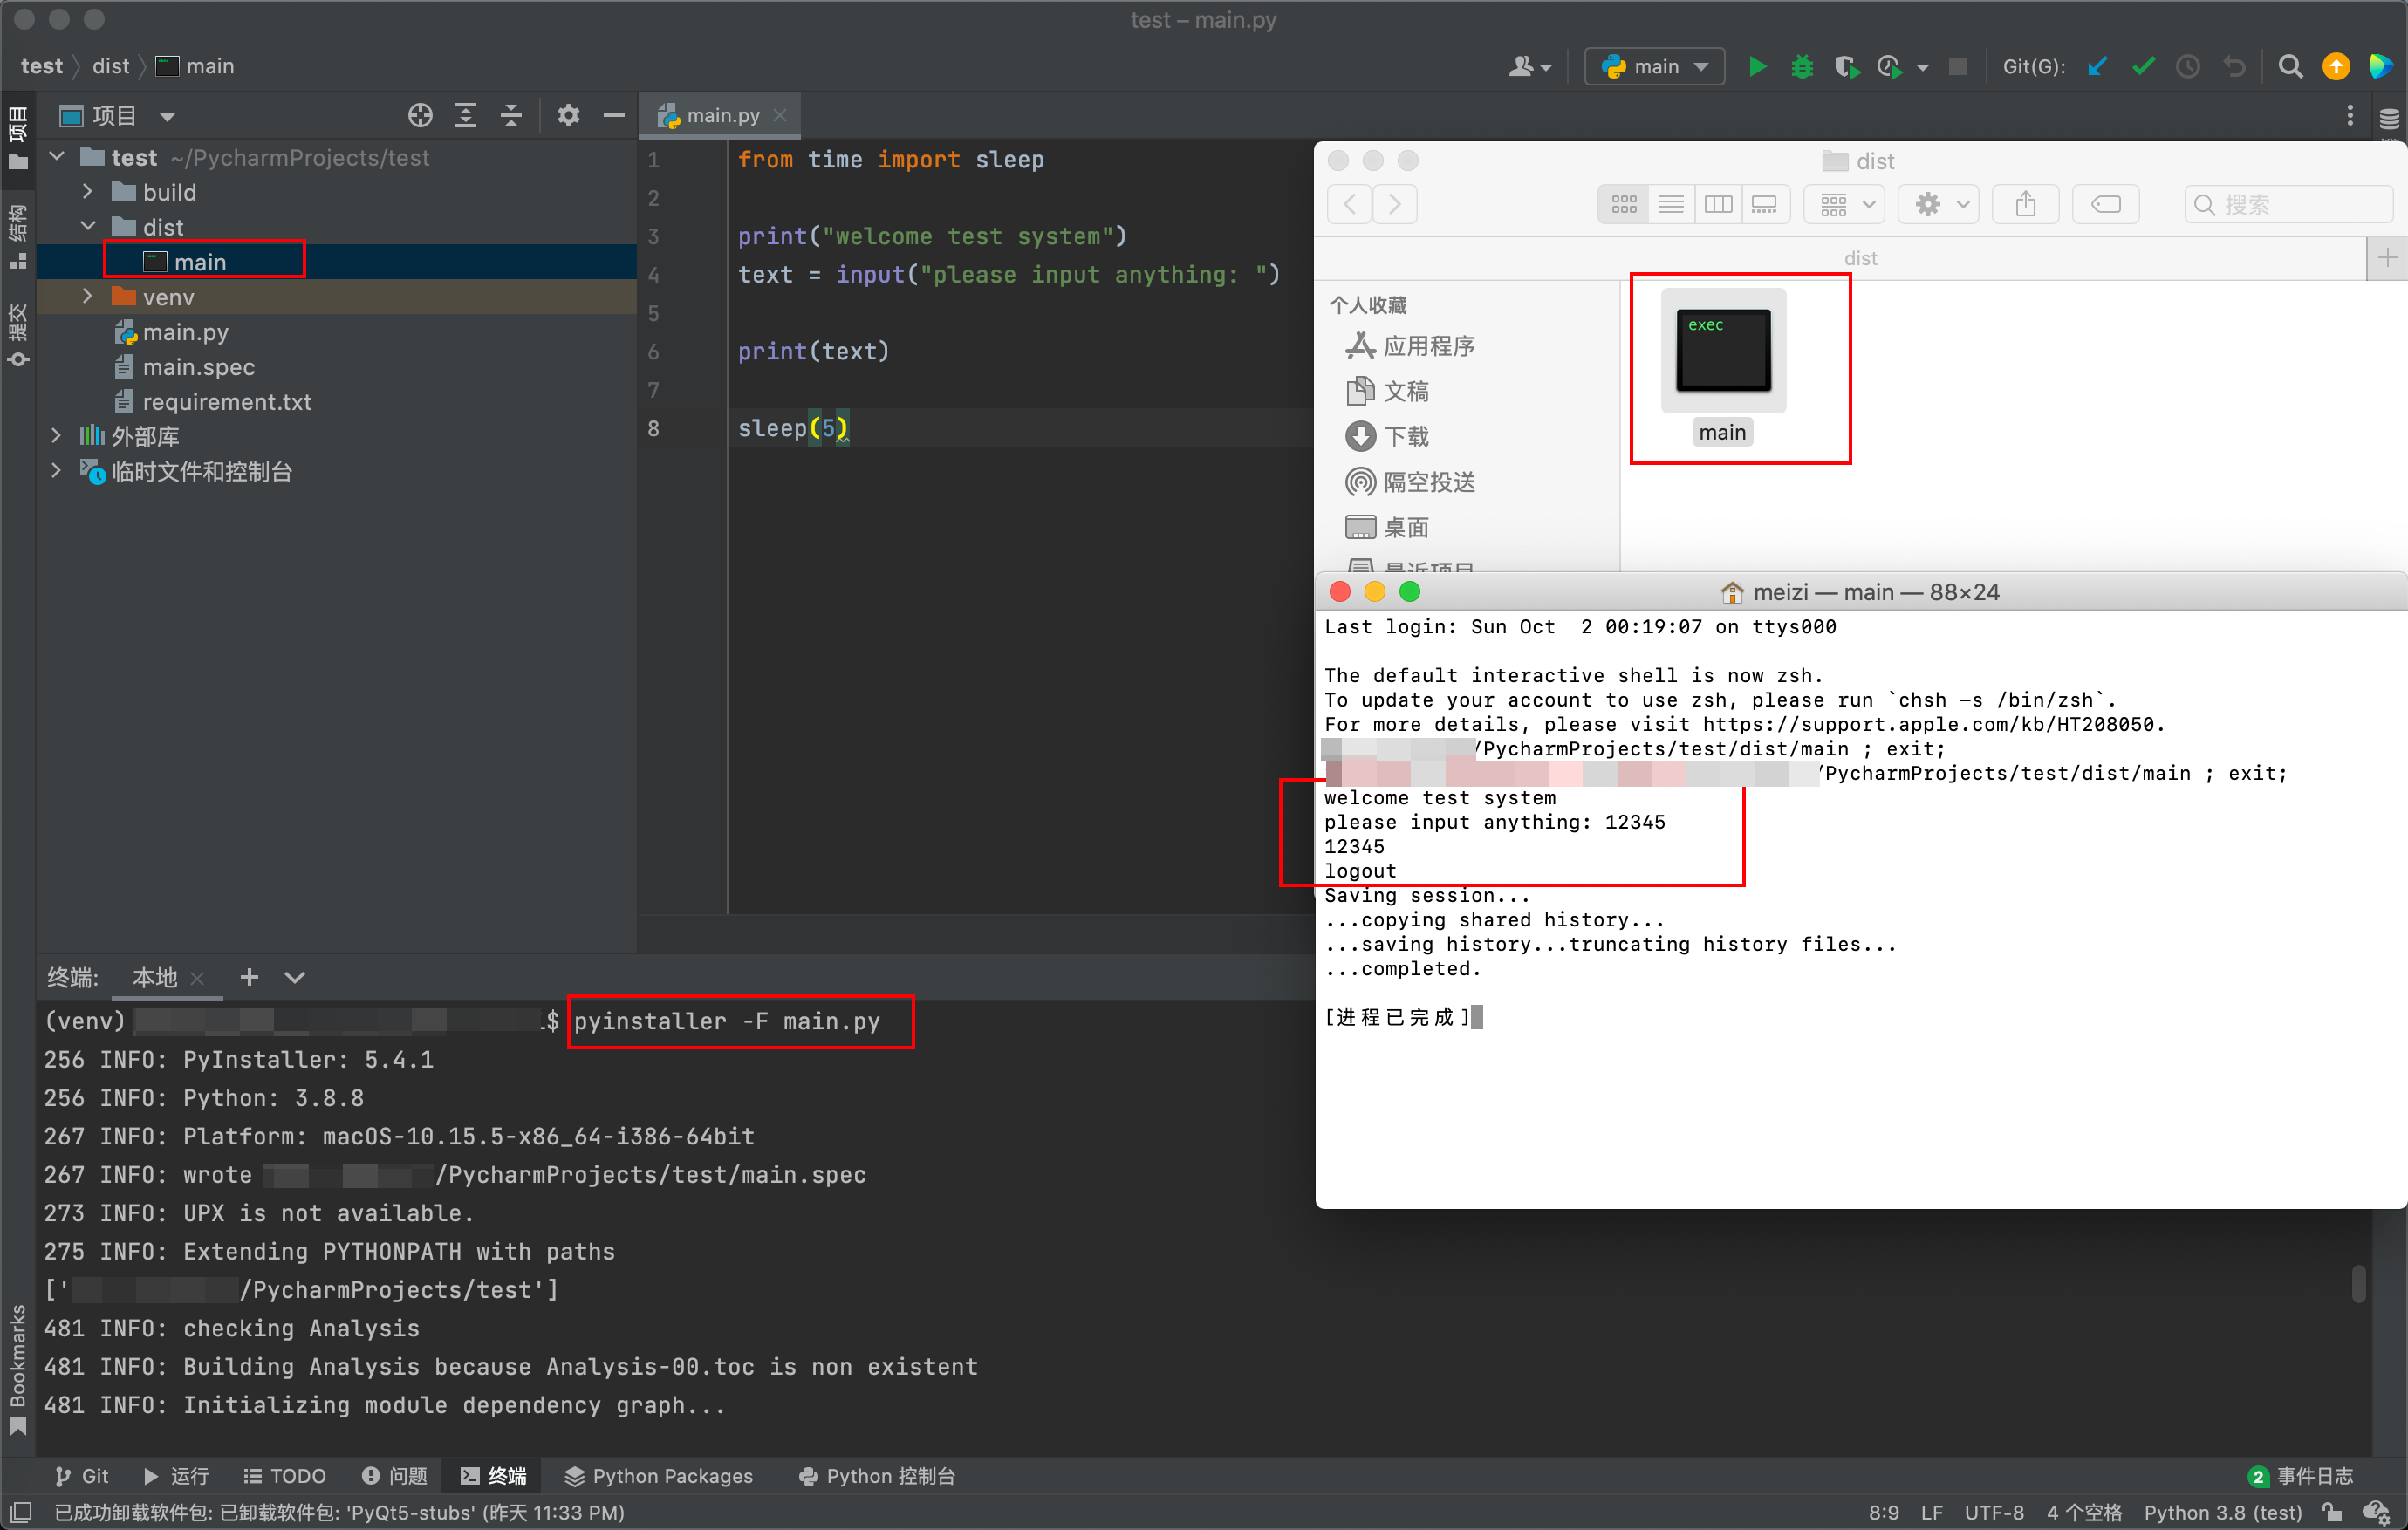 test – main.py
test 〉 dist 〉 main
main
Git(G):
项目
main.py
test ~/PycharmProjects/test
build
dist
main
venv
main.py
main.spec
requirement.txt
外部库
临时文件和控制台
项目
结构
提交
Bookmarks
1 from time import sleep
2
3 print("welcome test system")
4 text = input("please input anything: ")
5
6 print(text)
7
8 sleep(5)
dist
搜索
dist
个人收藏
应用程序
文稿
下载
隔空投送
桌面
最近项目
exec
main
meizi — main — 88×24
Last login: Sun Oct  2 00:19:07 on ttys000
The default interactive shell is now zsh.
To update your account to use zsh, please run `chsh -s /bin/zsh`.
For more details, please visit https://support.apple.com/kb/HT208050.
/PycharmProjects/test/dist/main ; exit;
/PycharmProjects/test/dist/main ; exit;
welcome test system
please input anything: 12345
12345
logout
Saving session...
...copying shared history...
...saving history...truncating history files...
...completed.
[进程已完成]
终端: 本地
(venv) $ pyinstaller -F main.py
256 INFO: PyInstaller: 5.4.1
256 INFO: Python: 3.8.8
267 INFO: Platform: macOS-10.15.5-x86_64-i386-64bit
267 INFO: wrote /PycharmProjects/test/main.spec
273 INFO: UPX is not available.
275 INFO: Extending PYTHONPATH with paths
['/PycharmProjects/test']
481 INFO: checking Analysis
481 INFO: Building Analysis because Analysis-00.toc is non existent
481 INFO: Initializing module dependency graph...
Git 运行 TODO 问题 终端 Python Packages Python 控制台 2 事件日志
已成功卸载软件包: 已卸载软件包: 'PyQt5-stubs' (昨天 11:33 PM) 8:9 LF UTF-8 4 个空格 Python 3.8 (test)